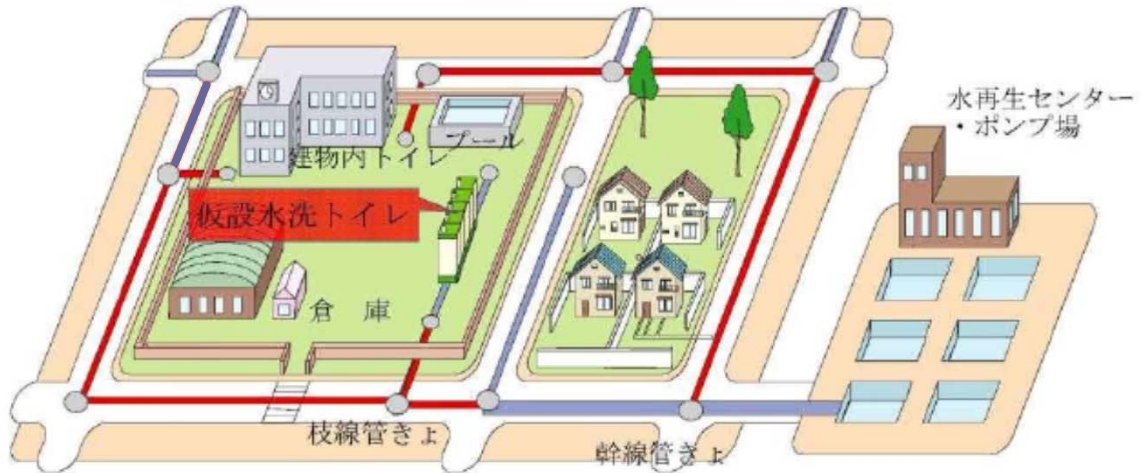 水再生センター
・ポンプ場
プール
建物内トイレ
仮設水洗トイレ
倉 庫
枝線管きょ
幹線管きょ